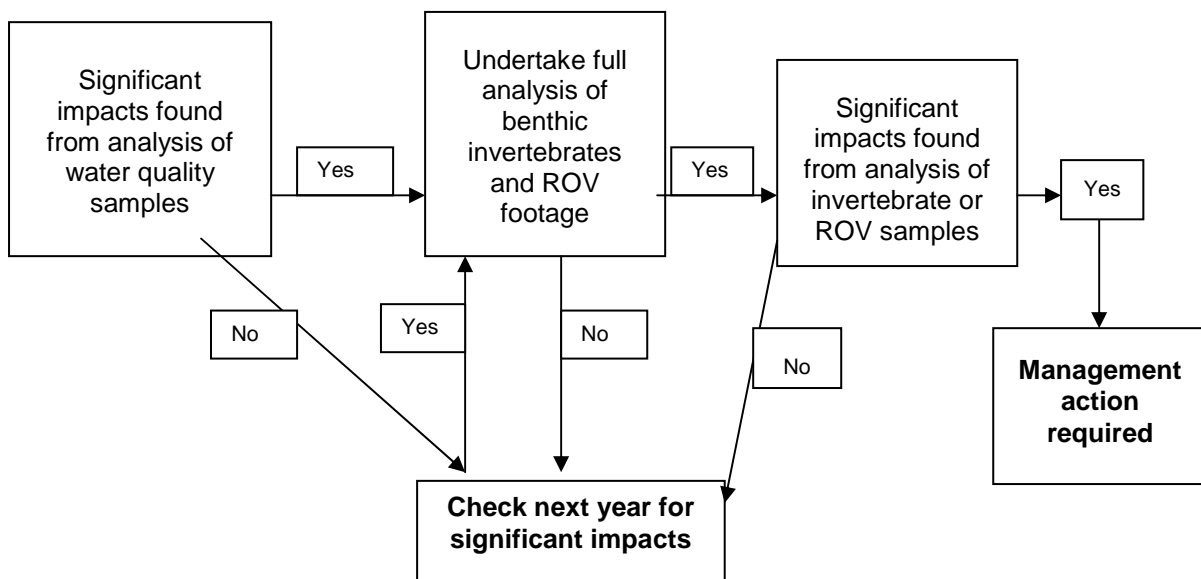 Significant
impacts found
from analysis of
water quality
samples
Yes
Undertake full
analysis of
benthic
invertebrates
and ROV
footage
Yes
Significant
impacts found
from analysis of
invertebrate or
ROV samples
Yes
No
Yes
No
No
Management
action
required
Check next year for
significant impacts